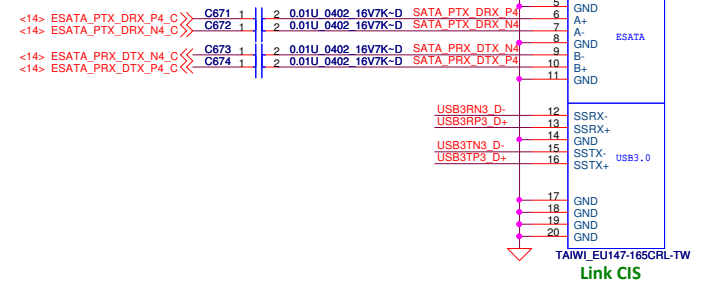 5 GND
<14> ESATA_PTX_DRX_P4_C C671 1 2 0.01U_0402_16V7K~D SATA_PTX_DRX_P4 6 A+
<14> ESATA_PTX_DRX_N4_C C672 1 2 0.01U_0402_16V7K~D SATA_PTX_DRX_N4 7 A-
8 GND
ESATA
<14> ESATA_PRX_DTX_N4_C C673 1 2 0.01U_0402_16V7K~D SATA_PRX_DTX_N4 9 B-
<14> ESATA_PRX_DTX_P4_C C674 1 2 0.01U_0402_16V7K~D SATA_PRX_DTX_P4 10 B+
11 GND
USB3RN3_D- 12 SSRX-
USB3RP3_D+ 13 SSRX+
14 GND
USB3TN3_D- 15 SSTX-
USB3TP3_D+ 16 SSTX+
USB3.0
17 GND
18 GND
19 GND
20 GND
TAIWI_EU147-165CRL-TW
Link CIS